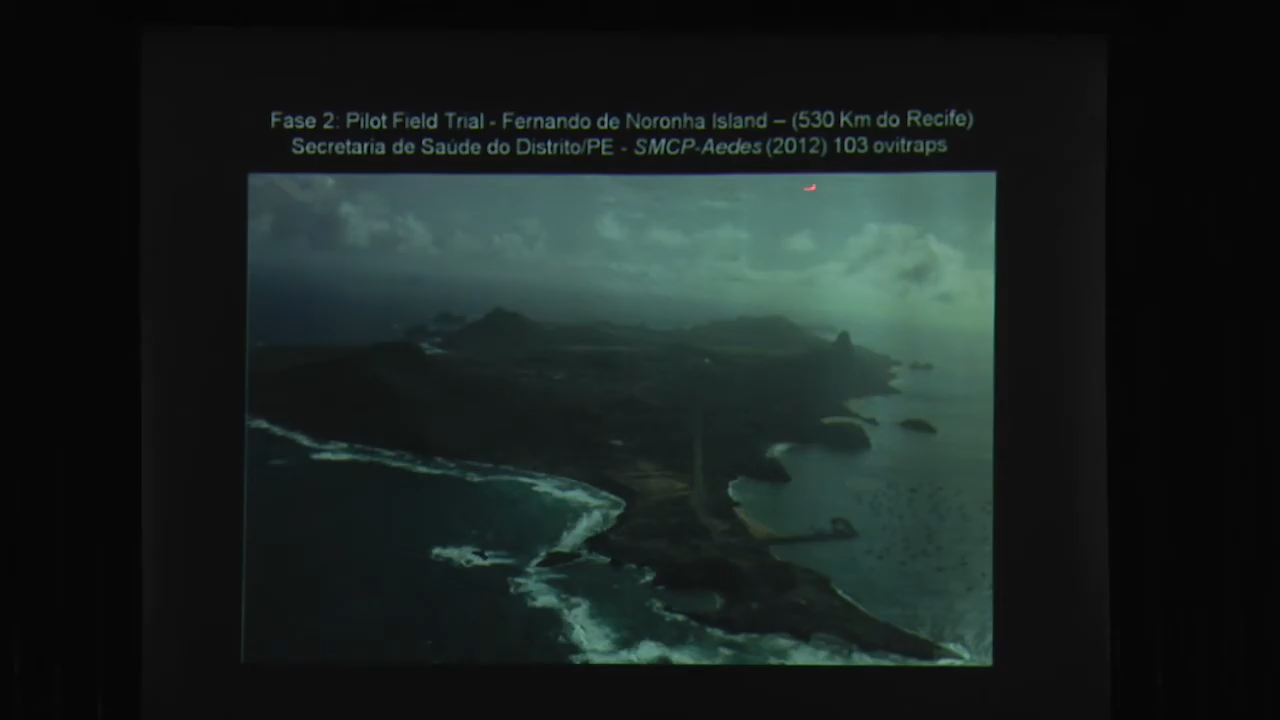 Fase 2: Pilot Field Trial - Fernando de Noronha Island – (530 Km do Recife)
Secretaria de Saúde do Distrito/PE - SMCP-Aedes (2012) 103 ovitraps